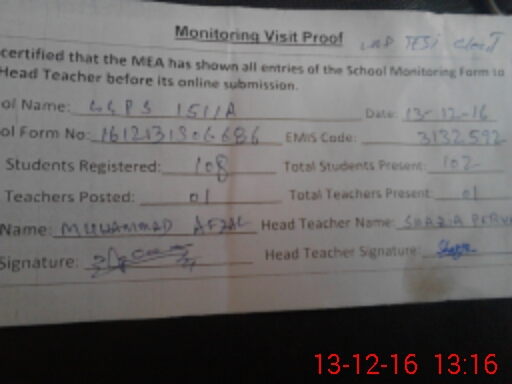 Monitoring Visit Proof
certified that the MEA has shown all entries of the School Monitoring Form to
Head Teacher before its online submission.
ol Name: GGPS 1511A Date: 13-12-16
ol Form No: EMIS Code: 3132592
Students Registered: 108 Total Students Present: 102
Teachers Posted: 01 Total Teachers Present: 01
Name: MUHAMMAD AFZAL Head Teacher Name: SHAZIA PERV
Signature: Head Teacher Signature:
13-12-16 13:16